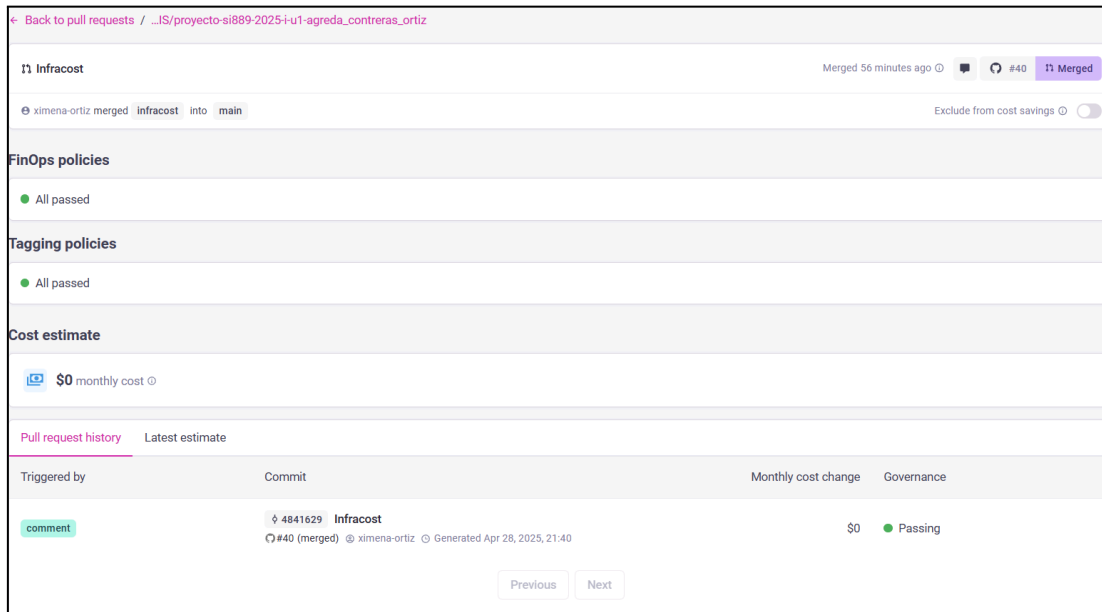 ← Back to pull requests / ...IS/proyecto-si889-2025-i-u1-agreda_contreras_ortiz
Infracost Merged 56 minutes ago #40 Merged
ximena-ortiz merged infracost into main Exclude from cost savings
FinOps policies
All passed
Tagging policies
All passed
Cost estimate
$0 monthly cost
Pull request history Latest estimate
Triggered by Commit Monthly cost change Governance
comment 4841629 Infracost $0 Passing
#40 (merged) ximena-ortiz Generated Apr 28, 2025, 21:40
Previous Next